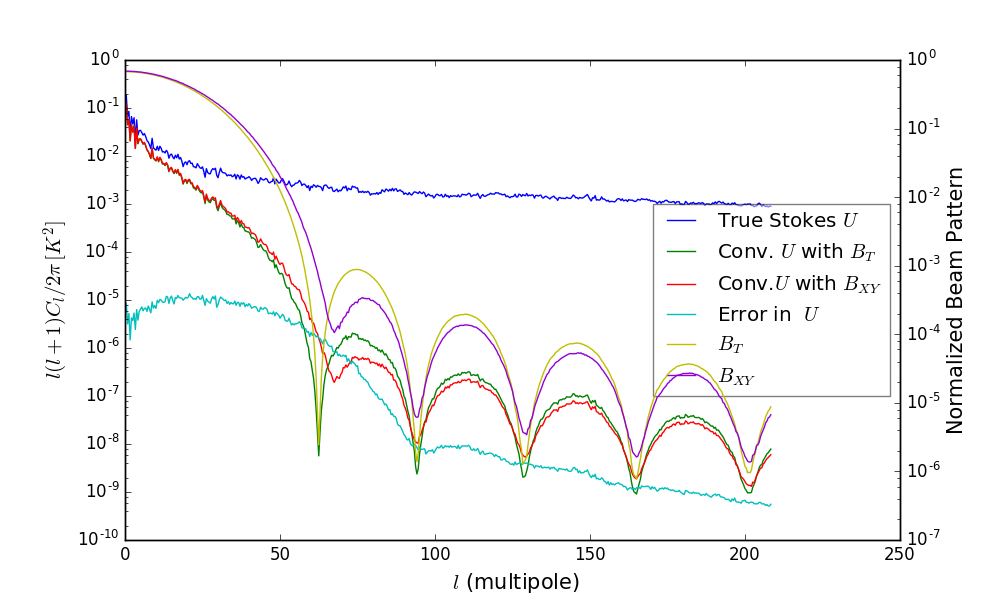 10^0
10^-1
10^-2
10^-3
10^-4
10^-5
10^-6
10^-7
10^-8
10^-9
10^-10
l(l+1)C_l/2π [K^2]
10^0
10^-1
10^-2
10^-3
10^-4
10^-5
10^-6
10^-7
Normalized Beam Pattern
True Stokes U
Conv. U with B_T
Conv.U with B_XY
Error in U
B_T
B_XY
0 50 100 150 200 250
l (multipole)